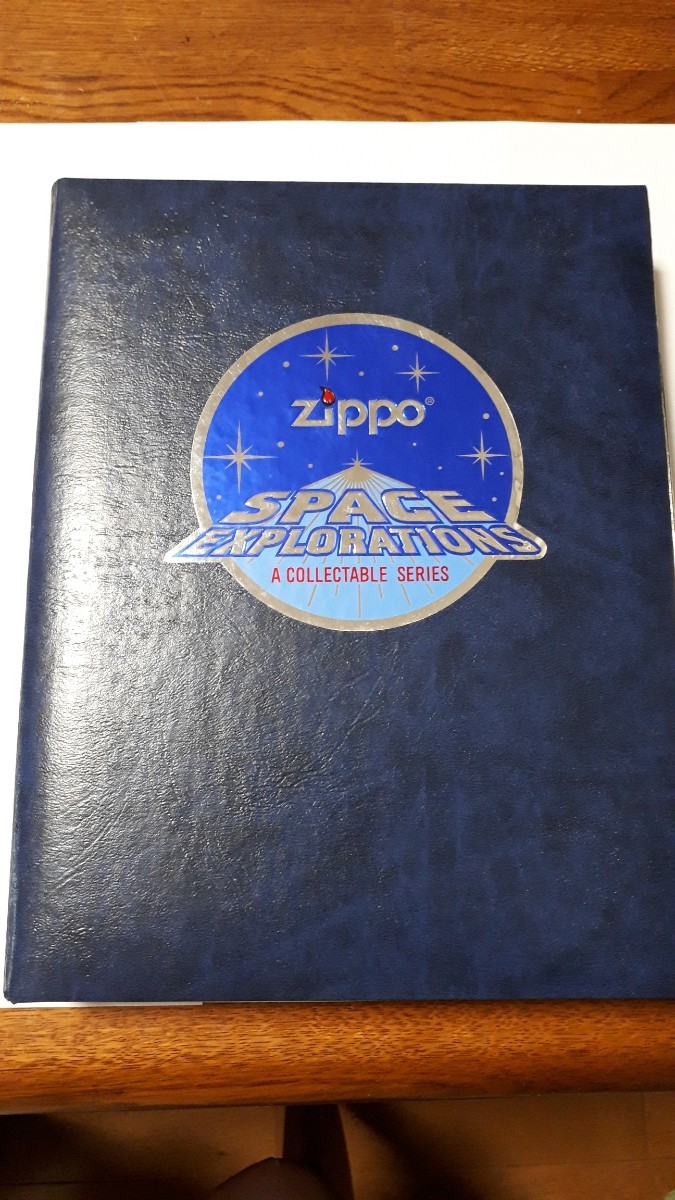 zippo®
SPACE
EXPLORATIONS
A COLLECTABLE SERIES